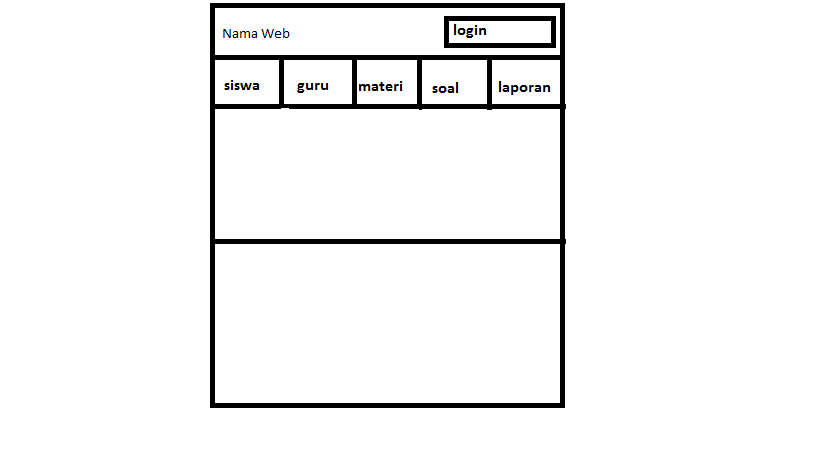 Nama Web
login
siswa
guru
materi
soal
laporan